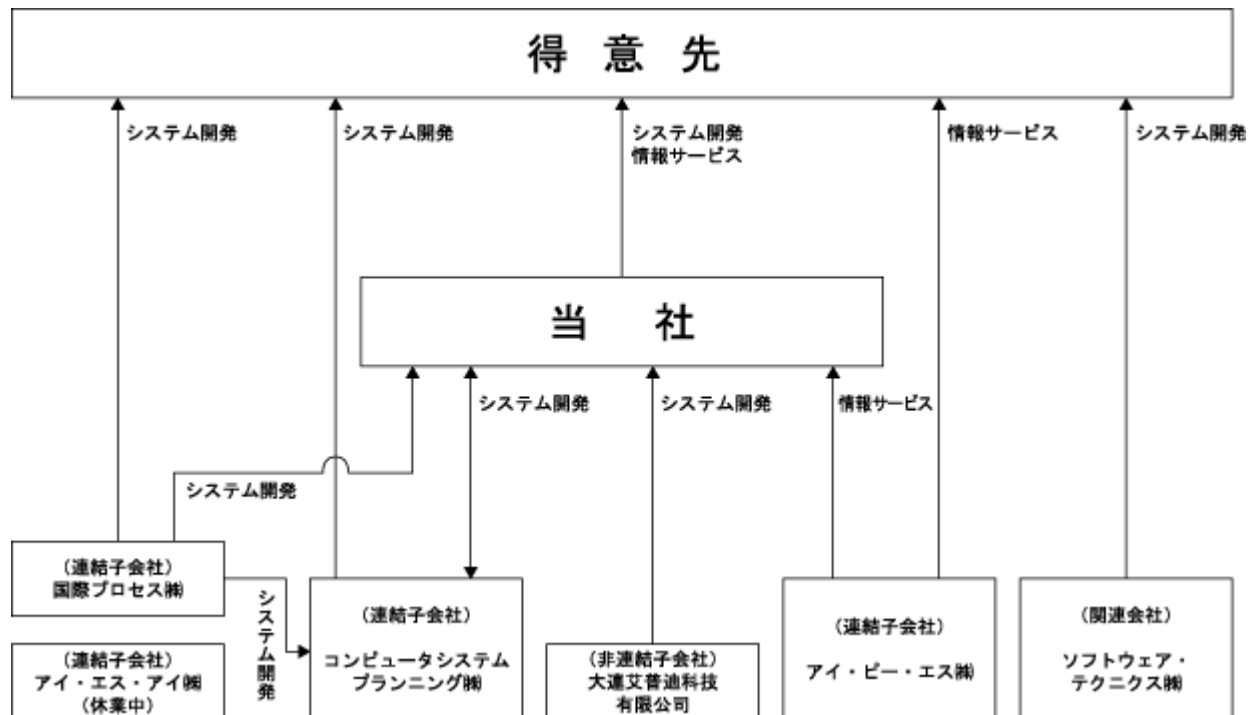 得意先
システム開発
システム開発
システム開発
情報サービス
情報サービス
システム開発
当社
システム開発
システム開発
情報サービス
システム開発
(連結子会社)
国際プロセス㈱
システム開発
(連結子会社)
アイ・エス・アイ㈱
(休業中)
(連結子会社)
コンピュータシステム
プランニング㈱
(非連結子会社)
大連艾普迪科技
有限公司
(連結子会社)
アイ・ピー・エス㈱
(関連会社)
ソフトウェア・
テクニクス㈱